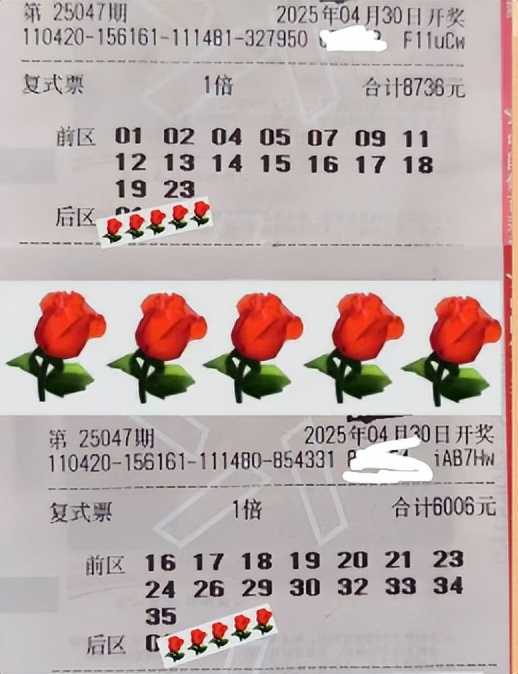 第 25047期 2025年04月30日开奖
110420-156161-111481-327950 F11uCw
复式票 1倍 合计8736元
前区 01 02 04 05 07 09 11
12 13 14 15 16 17 18
19 23
后区
第 25047期 2025年04月30日开奖
110420-156161-111480-854331 iAB7Hw
复式票 1倍 合计6006元
前区 16 17 18 19 20 21 23
24 26 29 30 32 33 34
35
后区